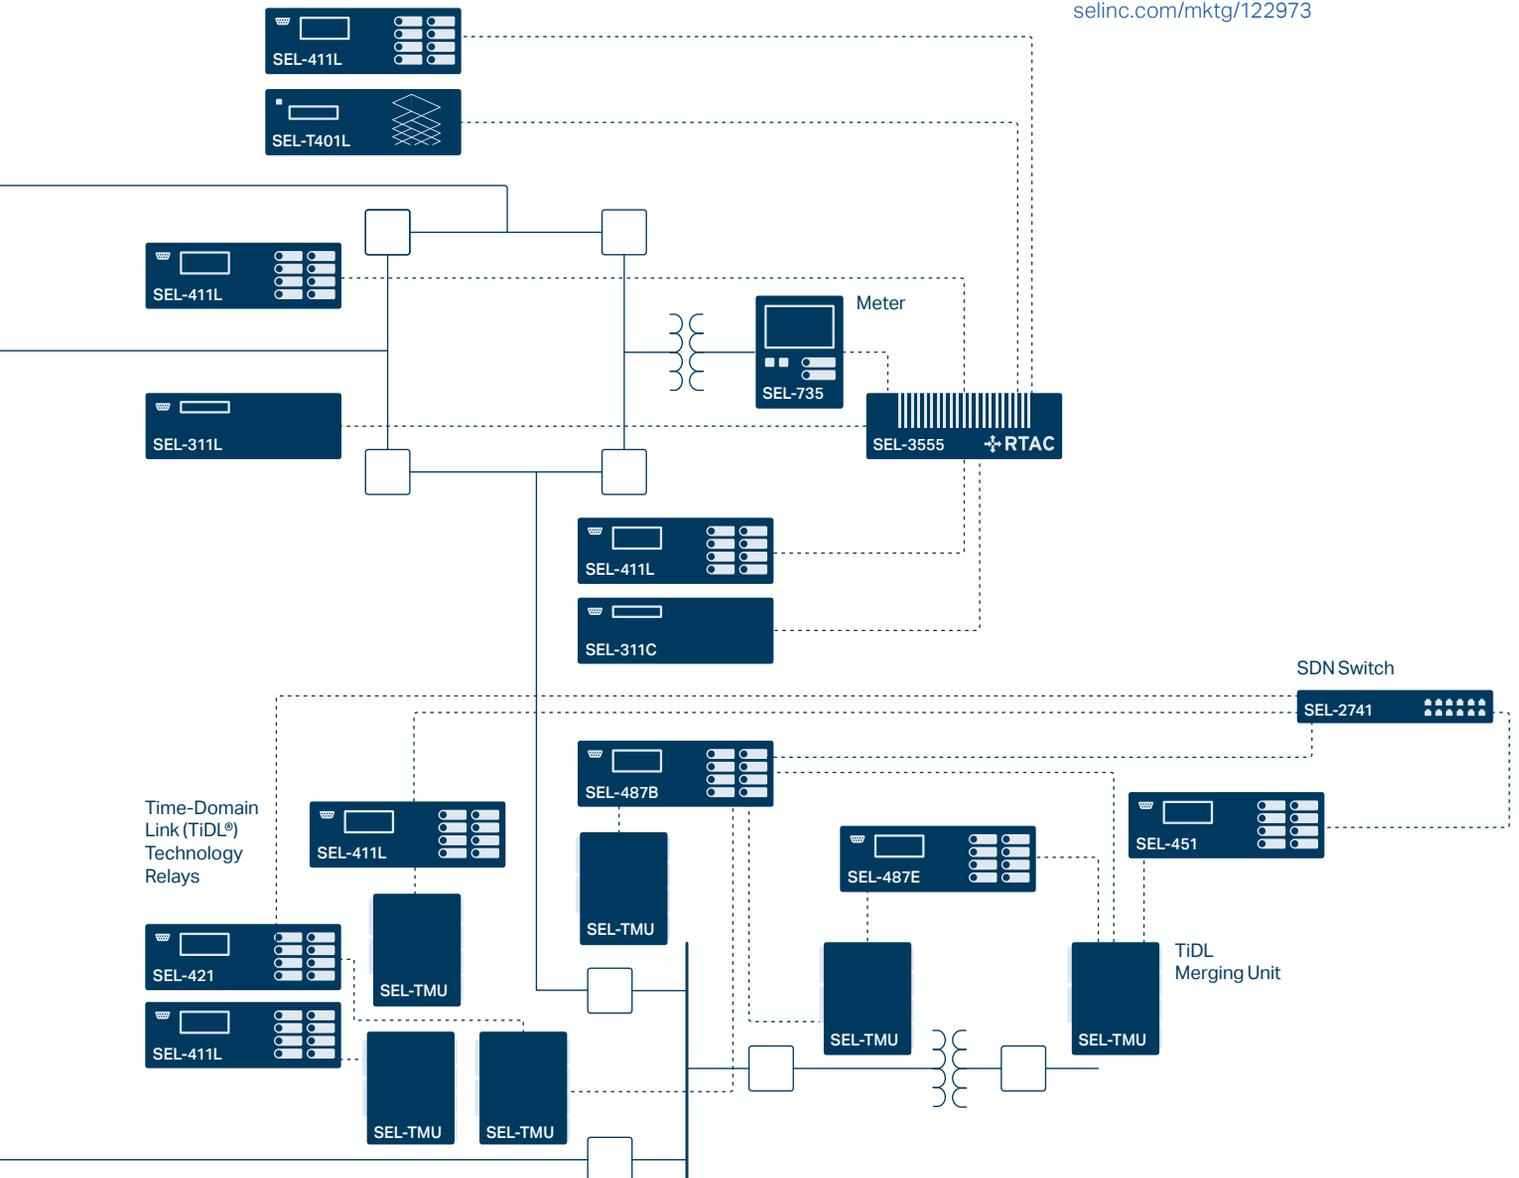 selinc.com/mktg/122973
SEL-411L
SEL-T401L
SEL-411L
Meter
SEL-735
SEL-311L
SEL-3555
RTAC
SEL-411L
SEL-311C
SDN Switch
SEL-2741
SEL-487B
Time-Domain
Link (TiDL®)
Technology
Relays
SEL-411L
SEL-451
SEL-487E
SEL-TMU
SEL-421
SEL-TMU
TiDL
Merging Unit
SEL-411L
SEL-TMU
SEL-TMU
SEL-TMU
SEL-TMU